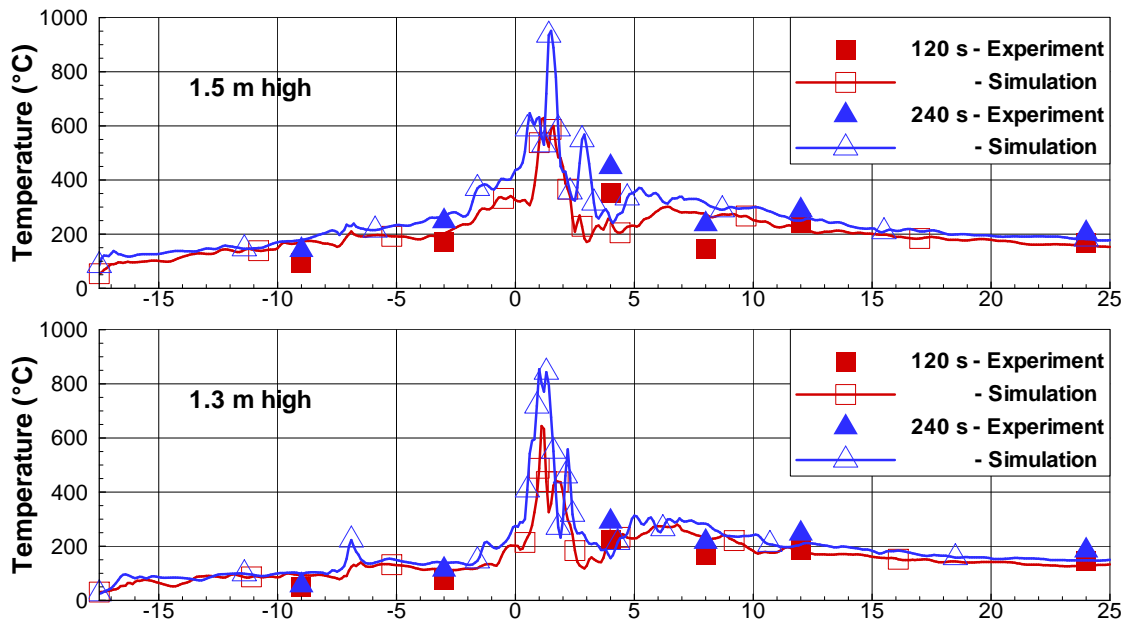 1000
800
600
400
200
0
Temperature (°C)
1.5 m high
120 s - Experiment
- Simulation
240 s - Experiment
- Simulation
-15 -10 -5 0 5 10 15 20 25
1000
800
600
400
200
0
Temperature (°C)
1.3 m high
120 s - Experiment
- Simulation
240 s - Experiment
- Simulation
-15 -10 -5 0 5 10 15 20 25